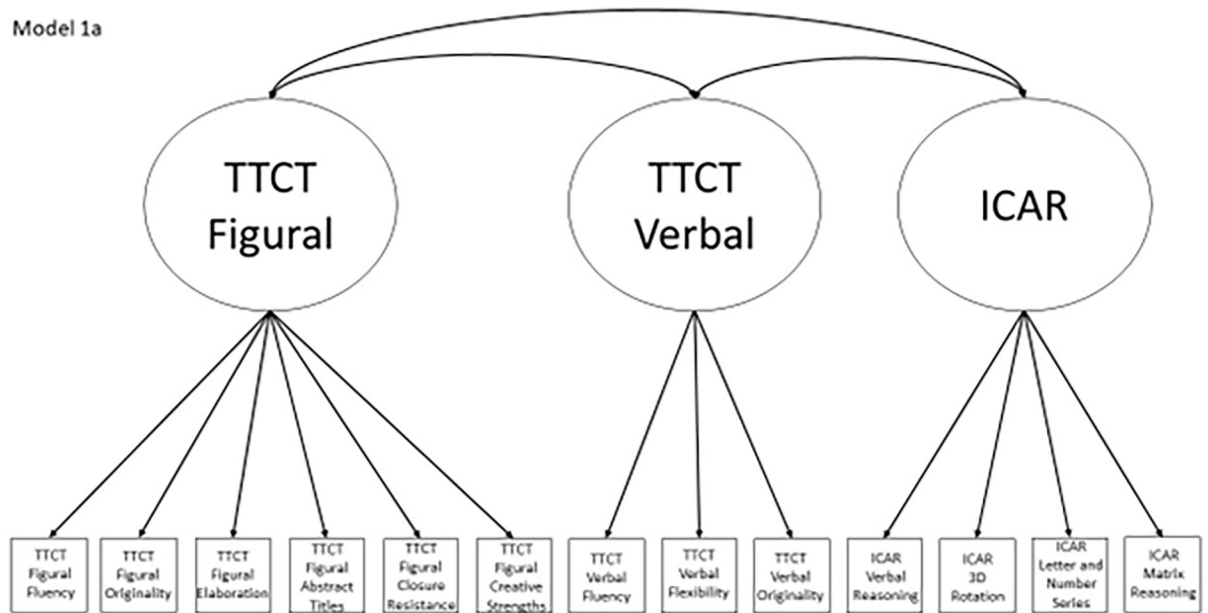 Model 1a
TTCT
Figural
TTCT
Verbal
ICAR
TTCT
Figural
Fluency
TTCT
Figural
Originality
TTCT
Figural
Elaboration
TTCT
Figural
Abstract
Titles
TTCT
Figural
Closure
Resistance
TTCT
Figural
Creative
Strengths
TTCT
Verbal
Fluency
TTCT
Verbal
Flexibility
TTCT
Verbal
Originality
ICAR
Verbal
Reasoning
ICAR
3D
Rotation
ICAR
Letter and
Number
Series
ICAR
Matrix
Reasoning